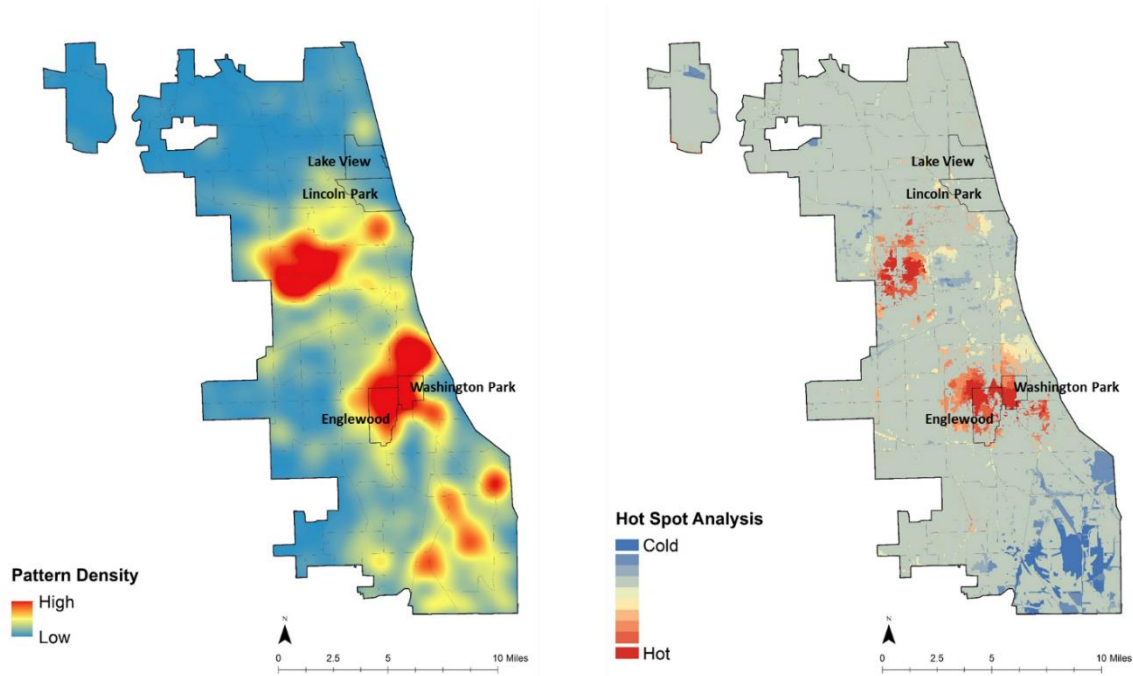 Lake View
Lincoln Park
Washington Park
Englewood
Pattern Density
High
Low
N
0 2.5 5 10 Miles
Lake View
Lincoln Park
Washington Park
Englewood
Hot Spot Analysis
Cold
Hot
N
0 2.5 5 10 Miles